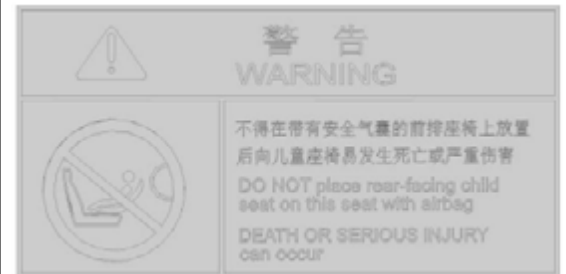 警 告
WARNING
不得在带有安全气囊的前排座椅上放置
后向儿童座椅易发生死亡或严重伤害
DO NOT place rear-facing child
seat on this seat with airbag
DEATH OR SERIOUS INJURY
can occur